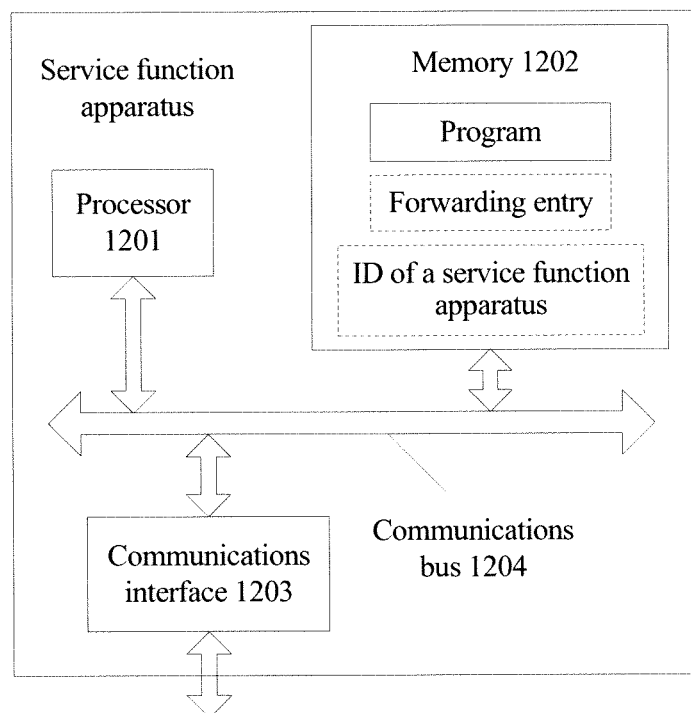 Service function
apparatus
Memory 1202
Program
Forwarding entry
ID of a service function
apparatus
Processor
1201
Communications
interface 1203
Communications
bus 1204